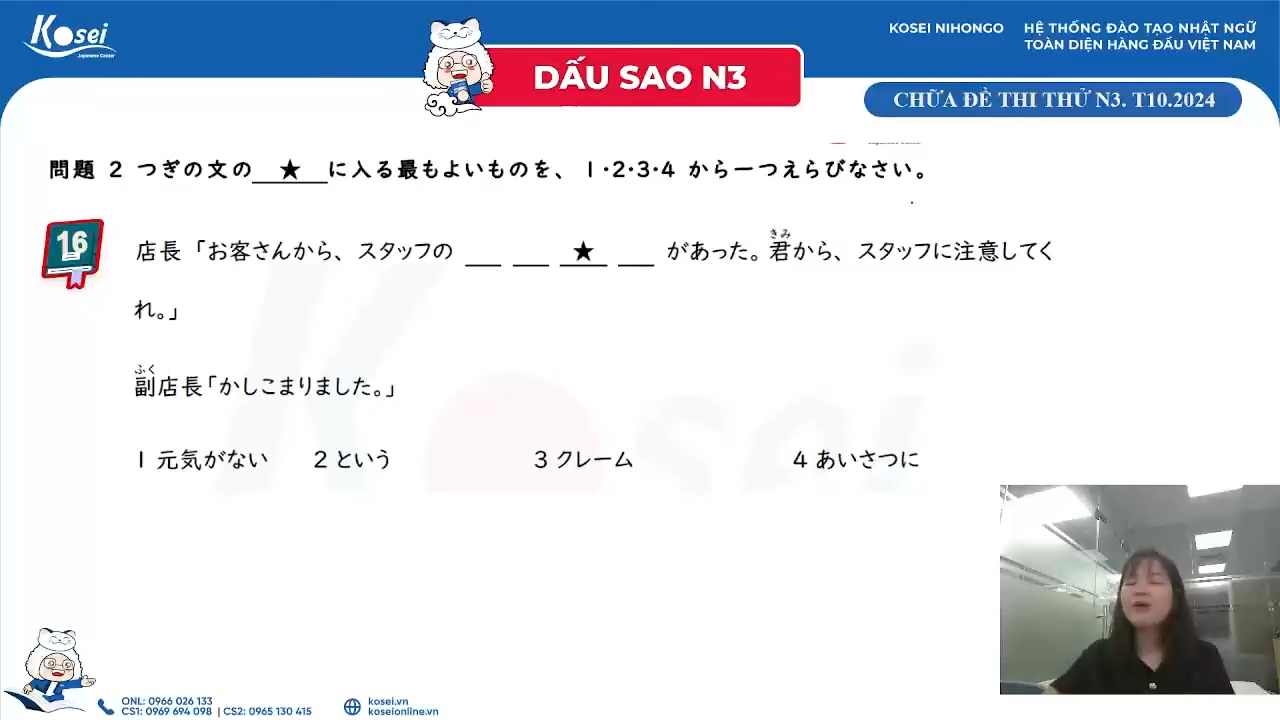 Kosei
Japanese Center
KOSEI NIHONGO
HỆ THỐNG ĐÀO TẠO NHẬT NGỮ
TOÀN DIỆN HÀNG ĐẦU VIỆT NAM
DẤU SAO N3
CHỮA ĐỀ THI THỬ N3. T10.2024
問題 2 つぎの文の ★ に入る最もよいものを、 1・2・3・4 から一つえらびなさい。
16
店長「お客さんから、スタッフの ___ ___ ★ ___ があった。君から、スタッフに注意してく
きみ
れ。」
ふく
副店長「かしこまりました。」
1 元気がない 2 という 3 クレーム 4 あいさつに
Kosei
ONL: 0966 026 133
CS1: 0969 694 098 | CS2: 0965 130 415
kosei.vn
koseionline.vn